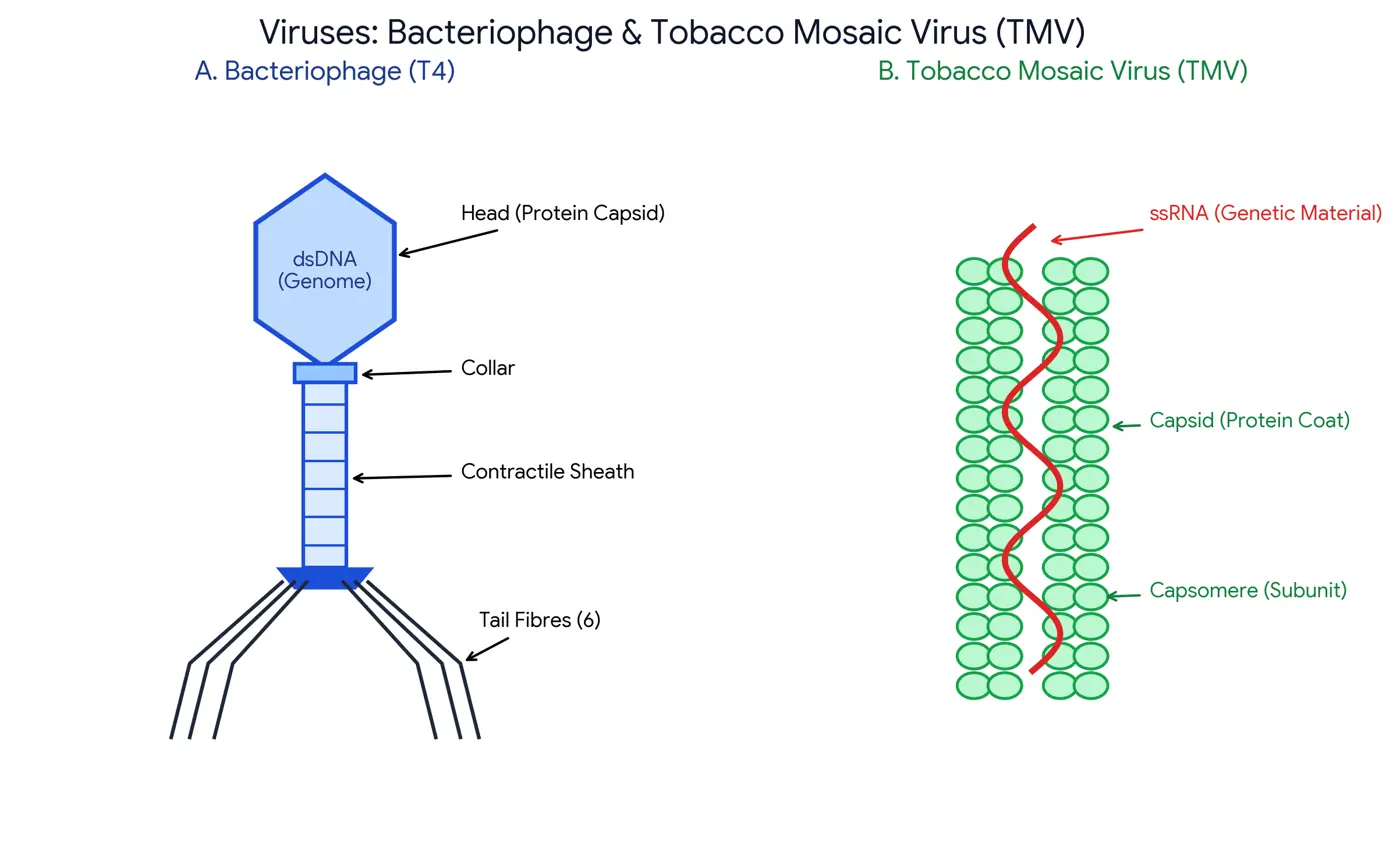 Viruses: Bacteriophage & Tobacco Mosaic Virus (TMV)
A. Bacteriophage (T4)
B. Tobacco Mosaic Virus (TMV)
Head (Protein Capsid)
dsDNA
(Genome)
Collar
Contractile Sheath
Tail Fibres (6)
ssRNA (Genetic Material)
Capsid (Protein Coat)
Capsomere (Subunit)